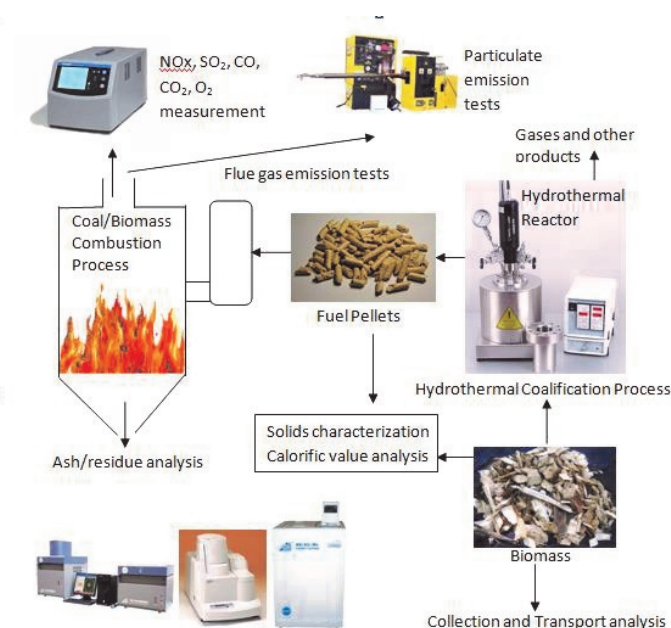 NOx, SO2, CO,
CO2, O2
measurement
Particulate
emission
tests
Gases and other
products
Flue gas emission tests
Hydrothermal
Reactor
Coal/Biomass
Combustion
Process
Fuel Pellets
Hydrothermal Coalification Process
Solids characterization
Calorific value analysis
Ash/residue analysis
Biomass
Collection and Transport analysis